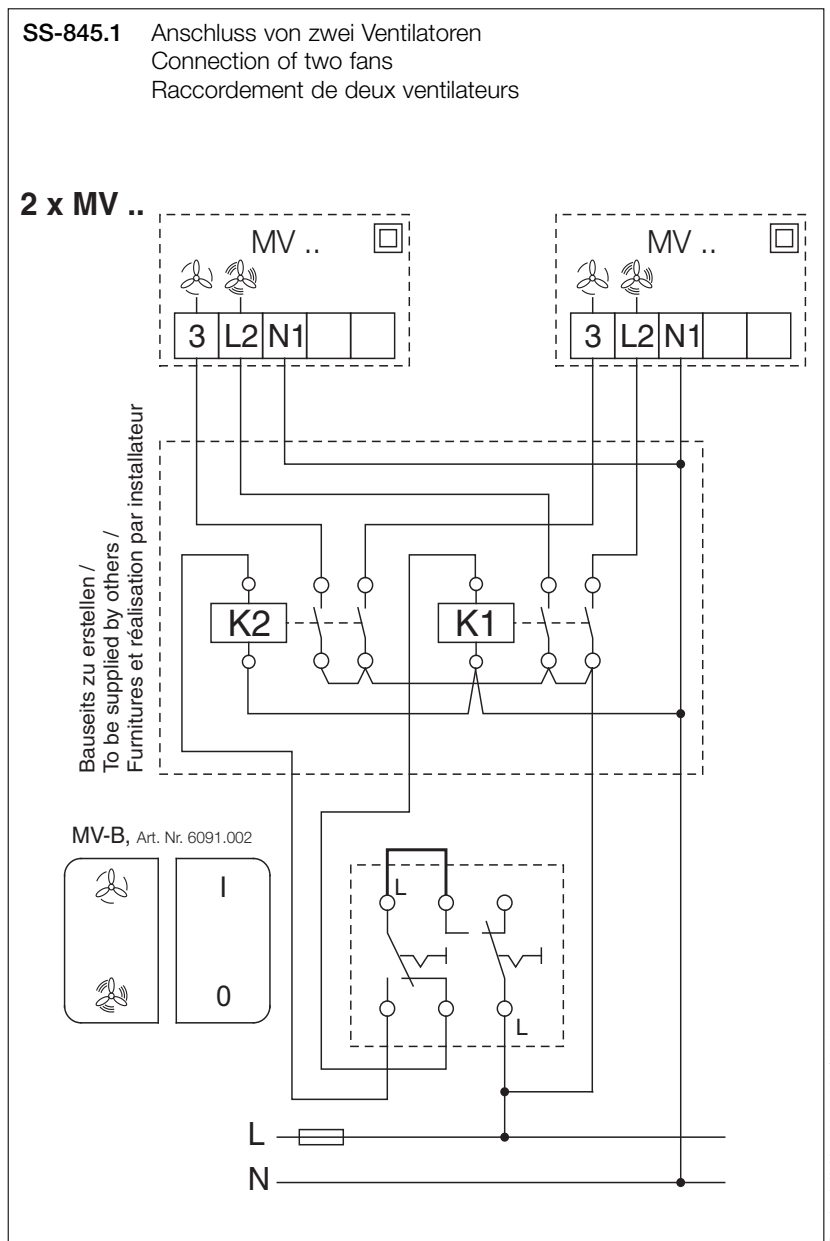 SS-845.1 Anschluss von zwei Ventilatoren
Connection of two fans
Raccordement de deux ventilateurs
2 x MV ..
MV ..
MV ..
3 L2 N1
3 L2 N1
Bauseits zu erstellen /
To be supplied by others /
Furnitures et réalisation par installateur
K2
K1
MV-B, Art. Nr. 6091.002
I
0
L
L
L
N